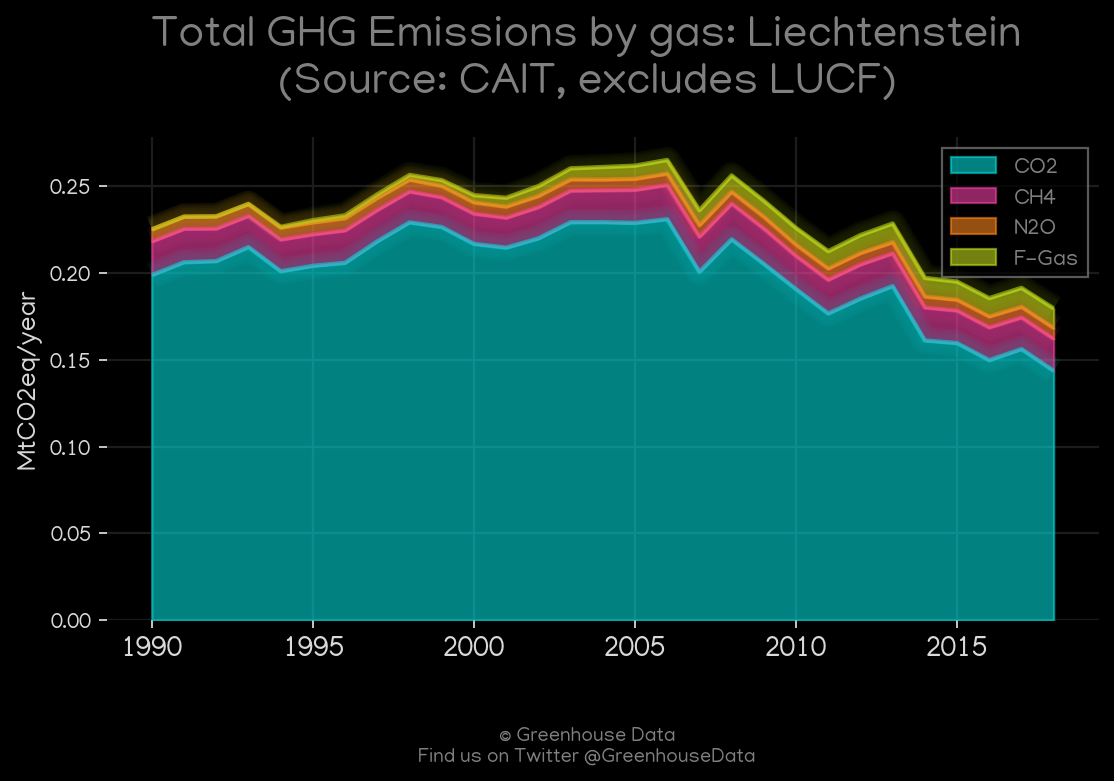 Total GHG Emissions by gas: Liechtenstein
(Source: CAIT, excludes LUCF)
CO2
CH4
N2O
F-Gas
MtCO2eq/year
0.25
0.20
0.15
0.10
0.05
0.00
1990 1995 2000 2005 2010 2015
© Greenhouse Data
Find us on Twitter @GreenhouseData